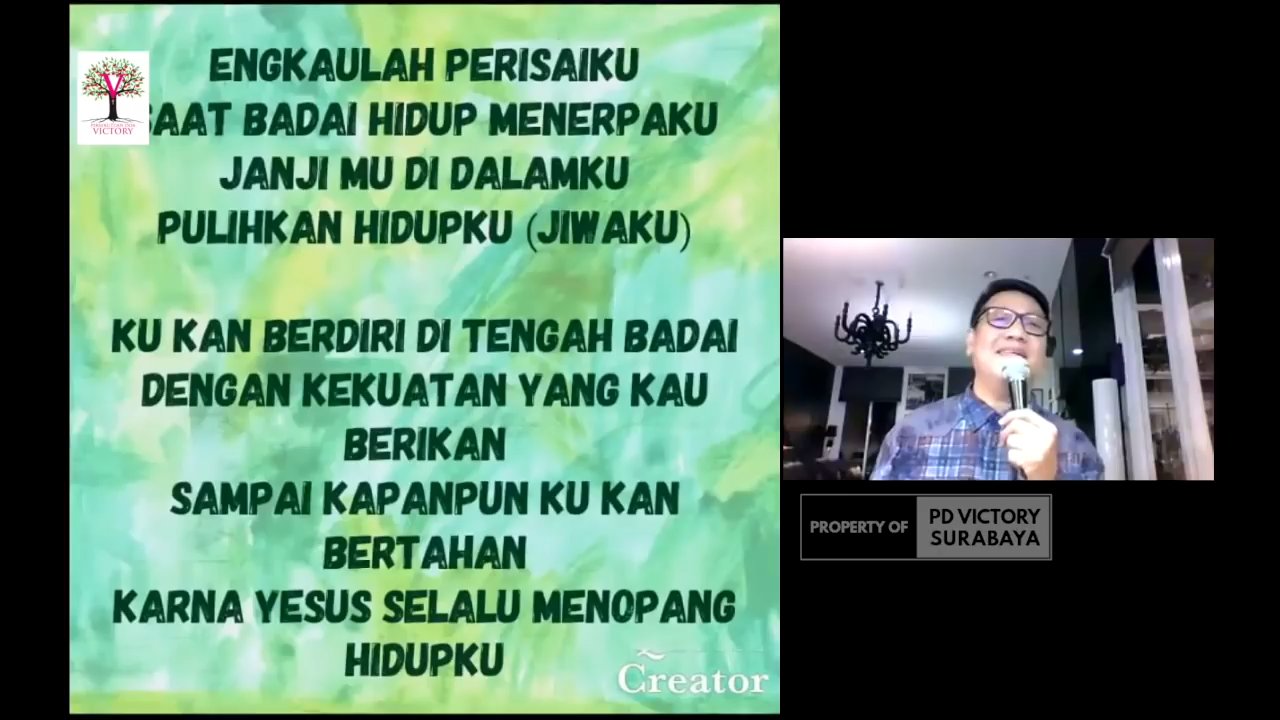 ENGKAULAH PERISAIKU
SAAT BADAI HIDUP MENERPAKU
JANJI MU DI DALAMKU
PULIHKAN HIDUPKU (JIWAKU)
KU KAN BERDIRI DI TENGAH BADAI
DENGAN KEKUATAN YANG KAU
BERIKAN
SAMPAI KAPANPUN KU KAN
BERTAHAN
KARNA YESUS SELALU MENOPANG
HIDUPKU
Creator
V
VICTORY
PROPERTY OF
PD VICTORY
SURABAYA